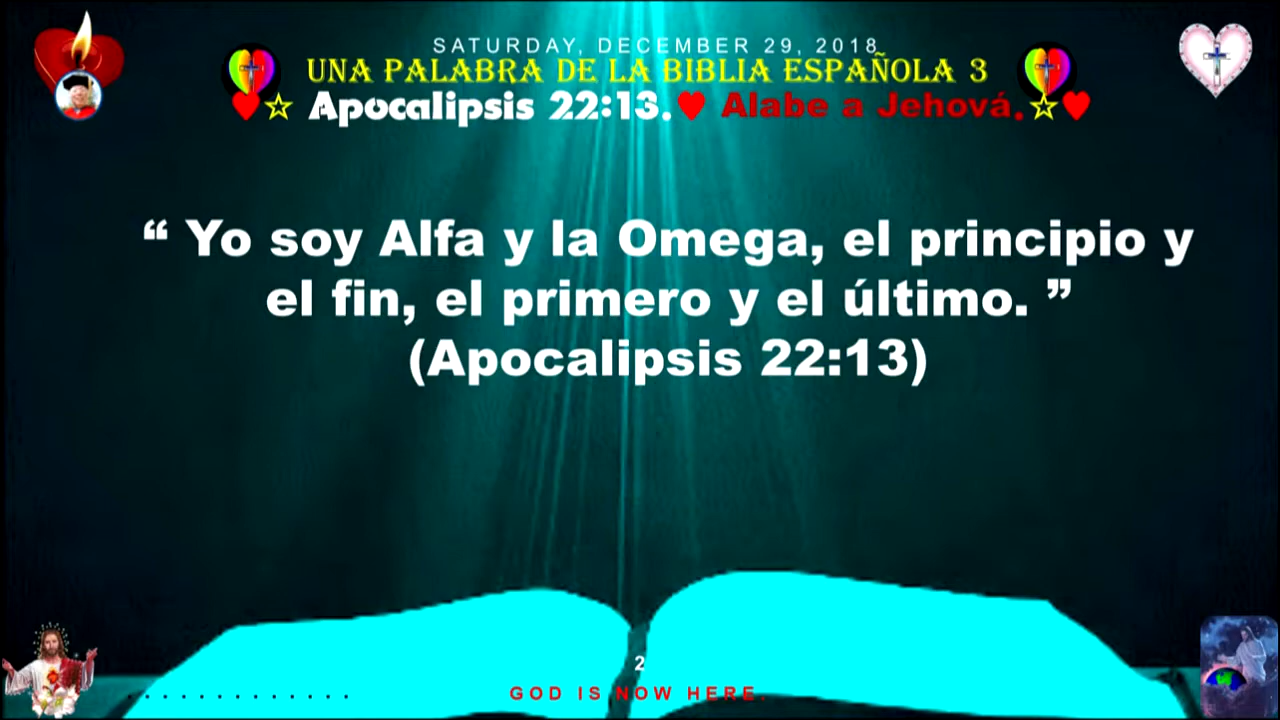 SATURDAY, DECEMBER 29, 2018
UNA PALABRA DE LA BIBLIA ESPAÑOLA 3
Apocalipsis 22:13. Alabe a Jehová.
“ Yo soy Alfa y la Omega, el principio y
el fin, el primero y el último. ”
(Apocalipsis 22:13)
2
GOD IS NOW HERE.